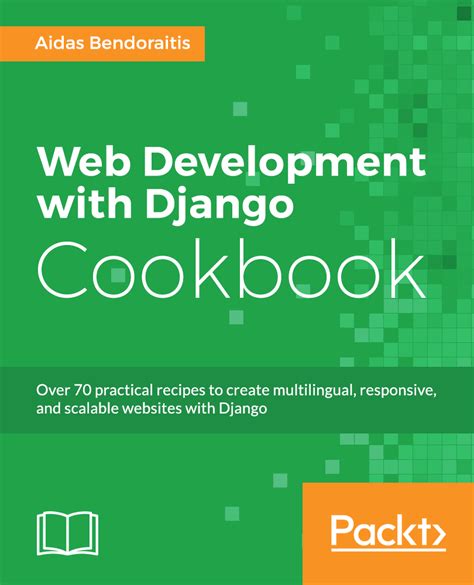 Aidas Bendoraitis
Web Development
with Django
Cookbook
Over 70 practical recipes to create multilingual, responsive,
and scalable websites with Django
Packt>